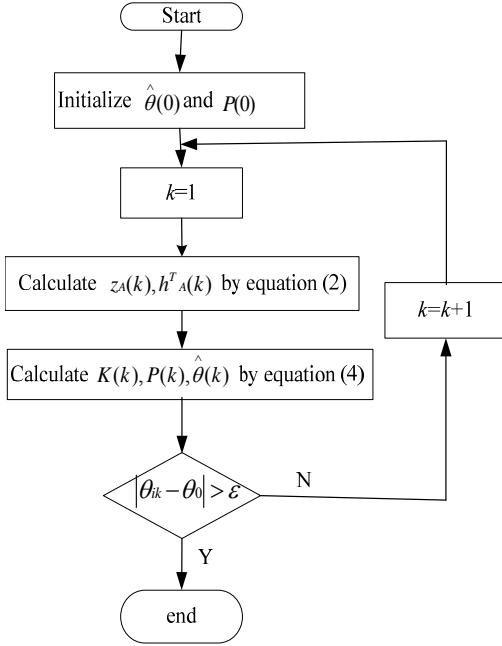 Start
Initialize θ̂(0) and P(0)
k=1
Calculate z_A(k), h^T_A(k) by equation (2)
k=k+1
Calculate K(k), P(k), θ̂(k) by equation (4)
|θ_ik − θ_0| > ε
N
Y
end